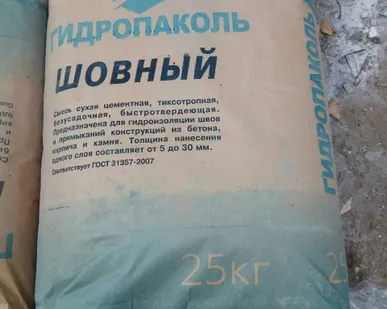 ГИДРОПАКОЛЬ
ШОВНЫЙ
Смесь сухая цементная, тиксотропная,
безусадочная, быстротвердеющая.
Предназначена для гидроизоляции швов
и примыканий конструкций из бетона,
кирпича и камня. Толщина нанесения
одного слоя составляет от 5 до 30 мм.
Соответствует ГОСТ 31357-2007
25кг
ГИДРОПАКОЛЬ
25